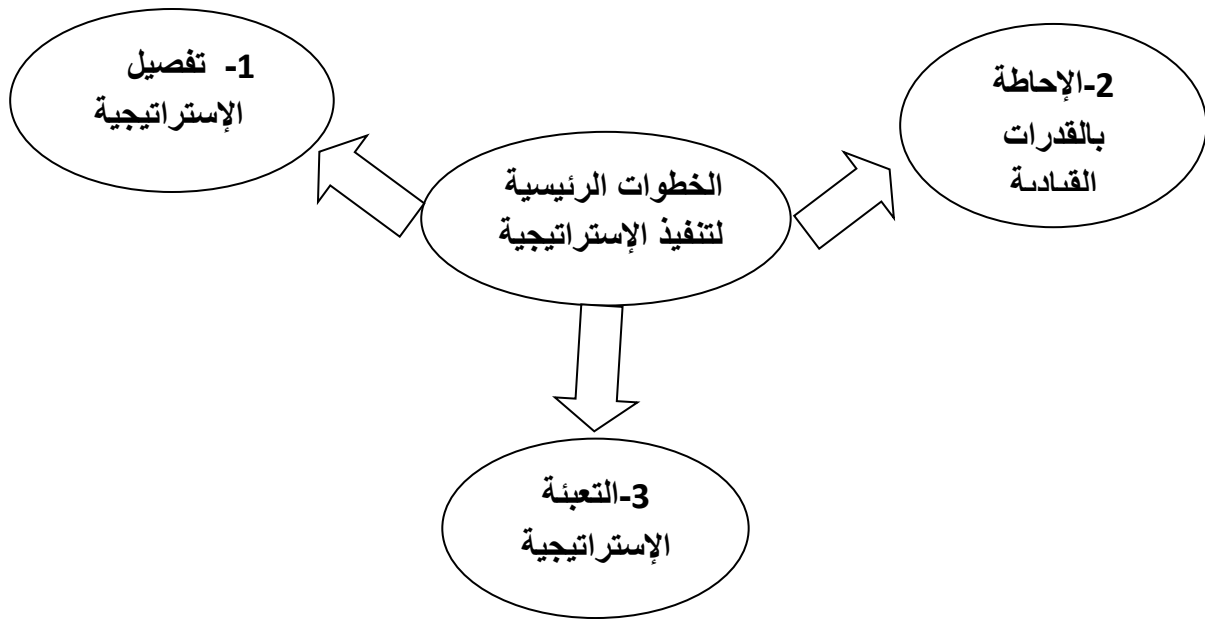 1- تفصيل
الإستراتيجية
2-الإحاطة
بالقدرات
القيادية
الخطوات الرئيسية
لتنفيذ الإستراتيجية
3-التعبئة
الإستراتيجية